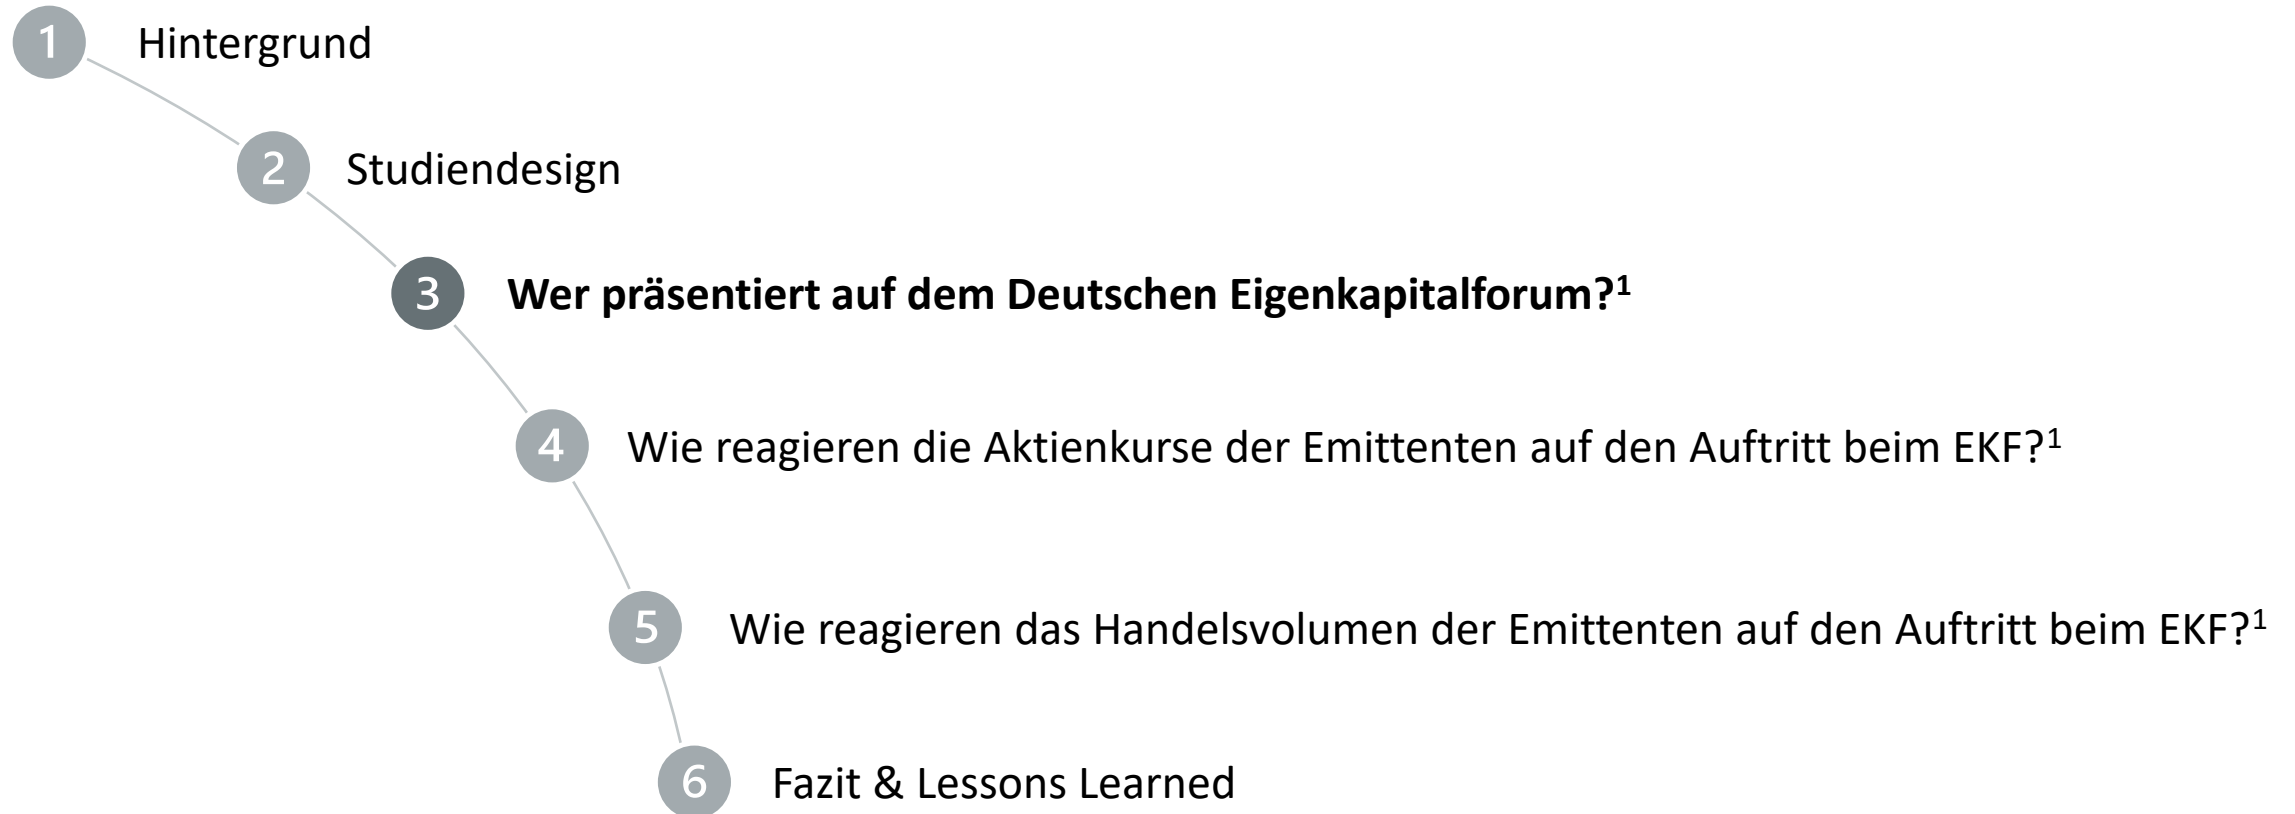 1 Hintergrund
2 Studiendesign
3 Wer präsentiert auf dem Deutschen Eigenkapitalforum?¹
4 Wie reagieren die Aktienkurse der Emittenten auf den Auftritt beim EKF?¹
5 Wie reagieren das Handelsvolumen der Emittenten auf den Auftritt beim EKF?¹
6 Fazit & Lessons Learned